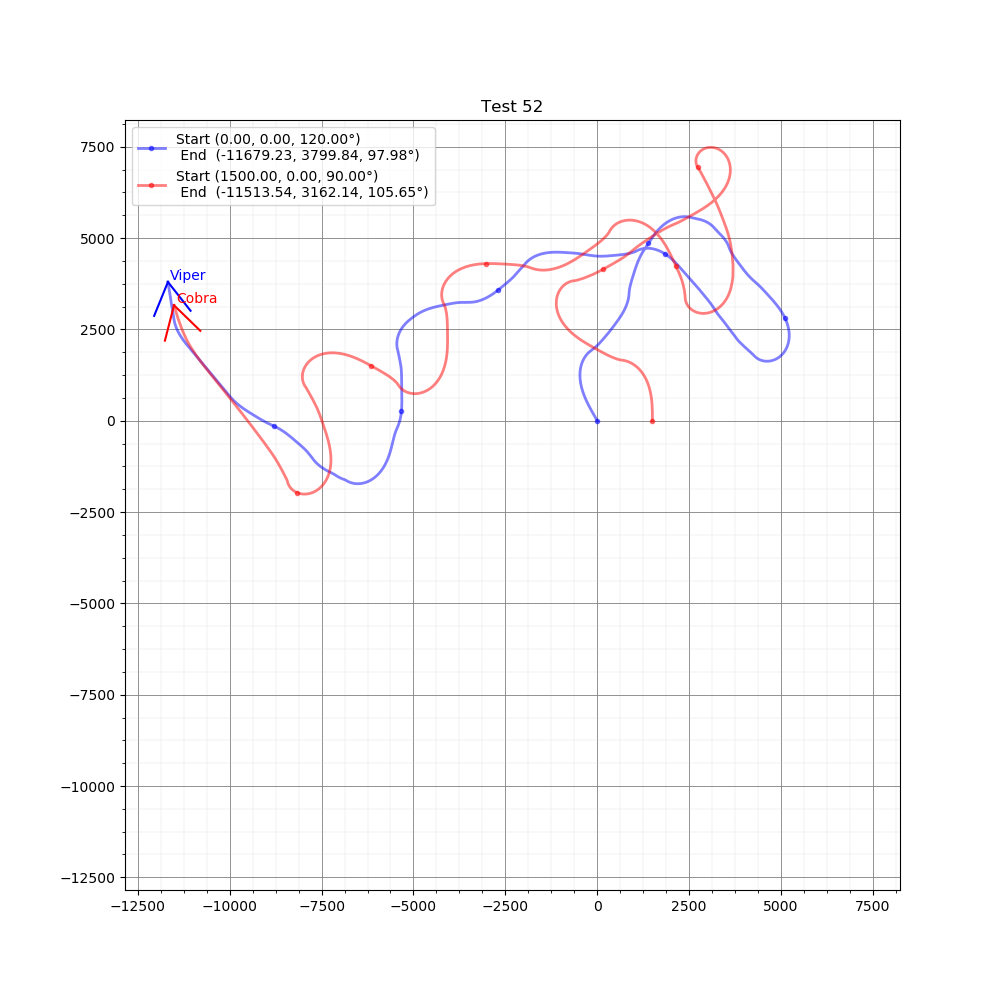 Test 52
Start (0.00, 0.00, 120.00°)
End (-11679.23, 3799.84, 97.98°)
Start (1500.00, 0.00, 90.00°)
End (-11513.54, 3162.14, 105.65°)
7500
5000
2500
0
−2500
−5000
−7500
−10000
−12500
Viper
Cobra
−12500 −10000 −7500 −5000 −2500 0 2500 5000 7500